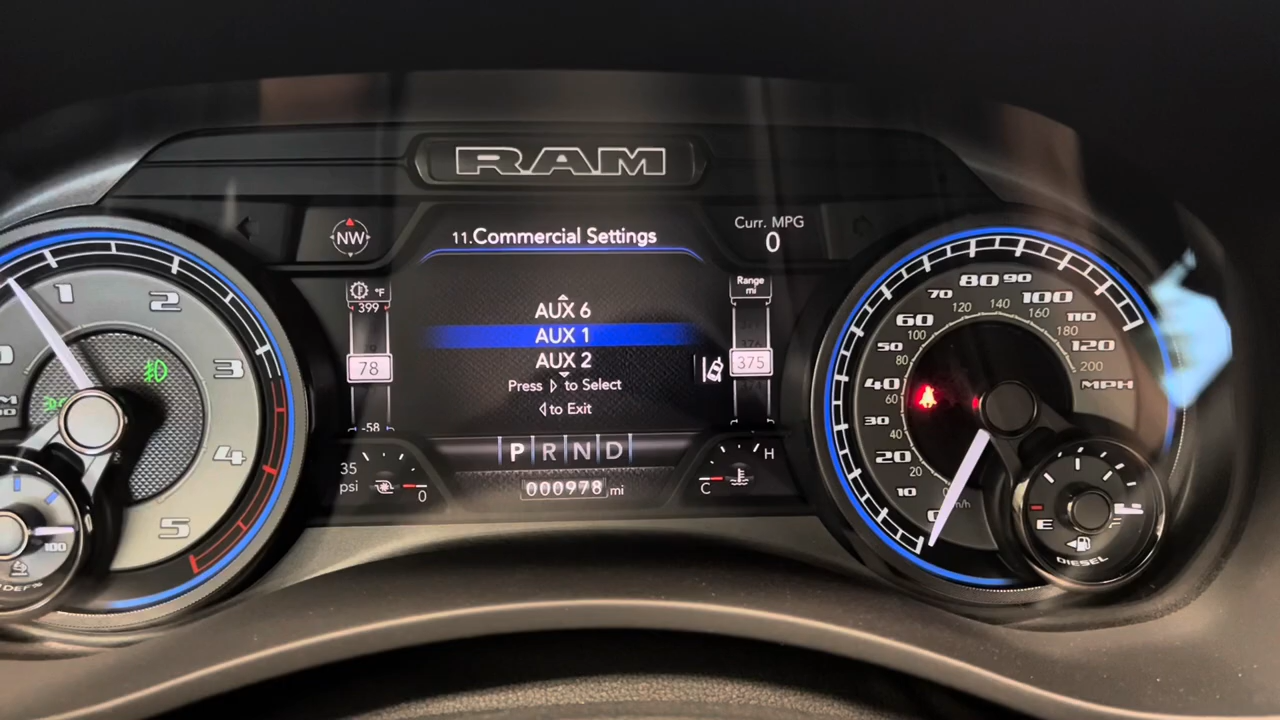 RAM
NW
11.Commercial Settings
Curr. MPG
0
°F
399
78
-58
AUX 6
AUX 1
AUX 2
Press ▷ to Select
◁ to Exit
Range
mi
375
P R N D
000978 mi
35
psi
0
C
H
1
2
3
4
5
100
DEF%
0
10
20
30
40
50
60
70
80
90
100
110
120
MPH
20
40
60
80
100
120
140
160
180
200
E
F
DIESEL